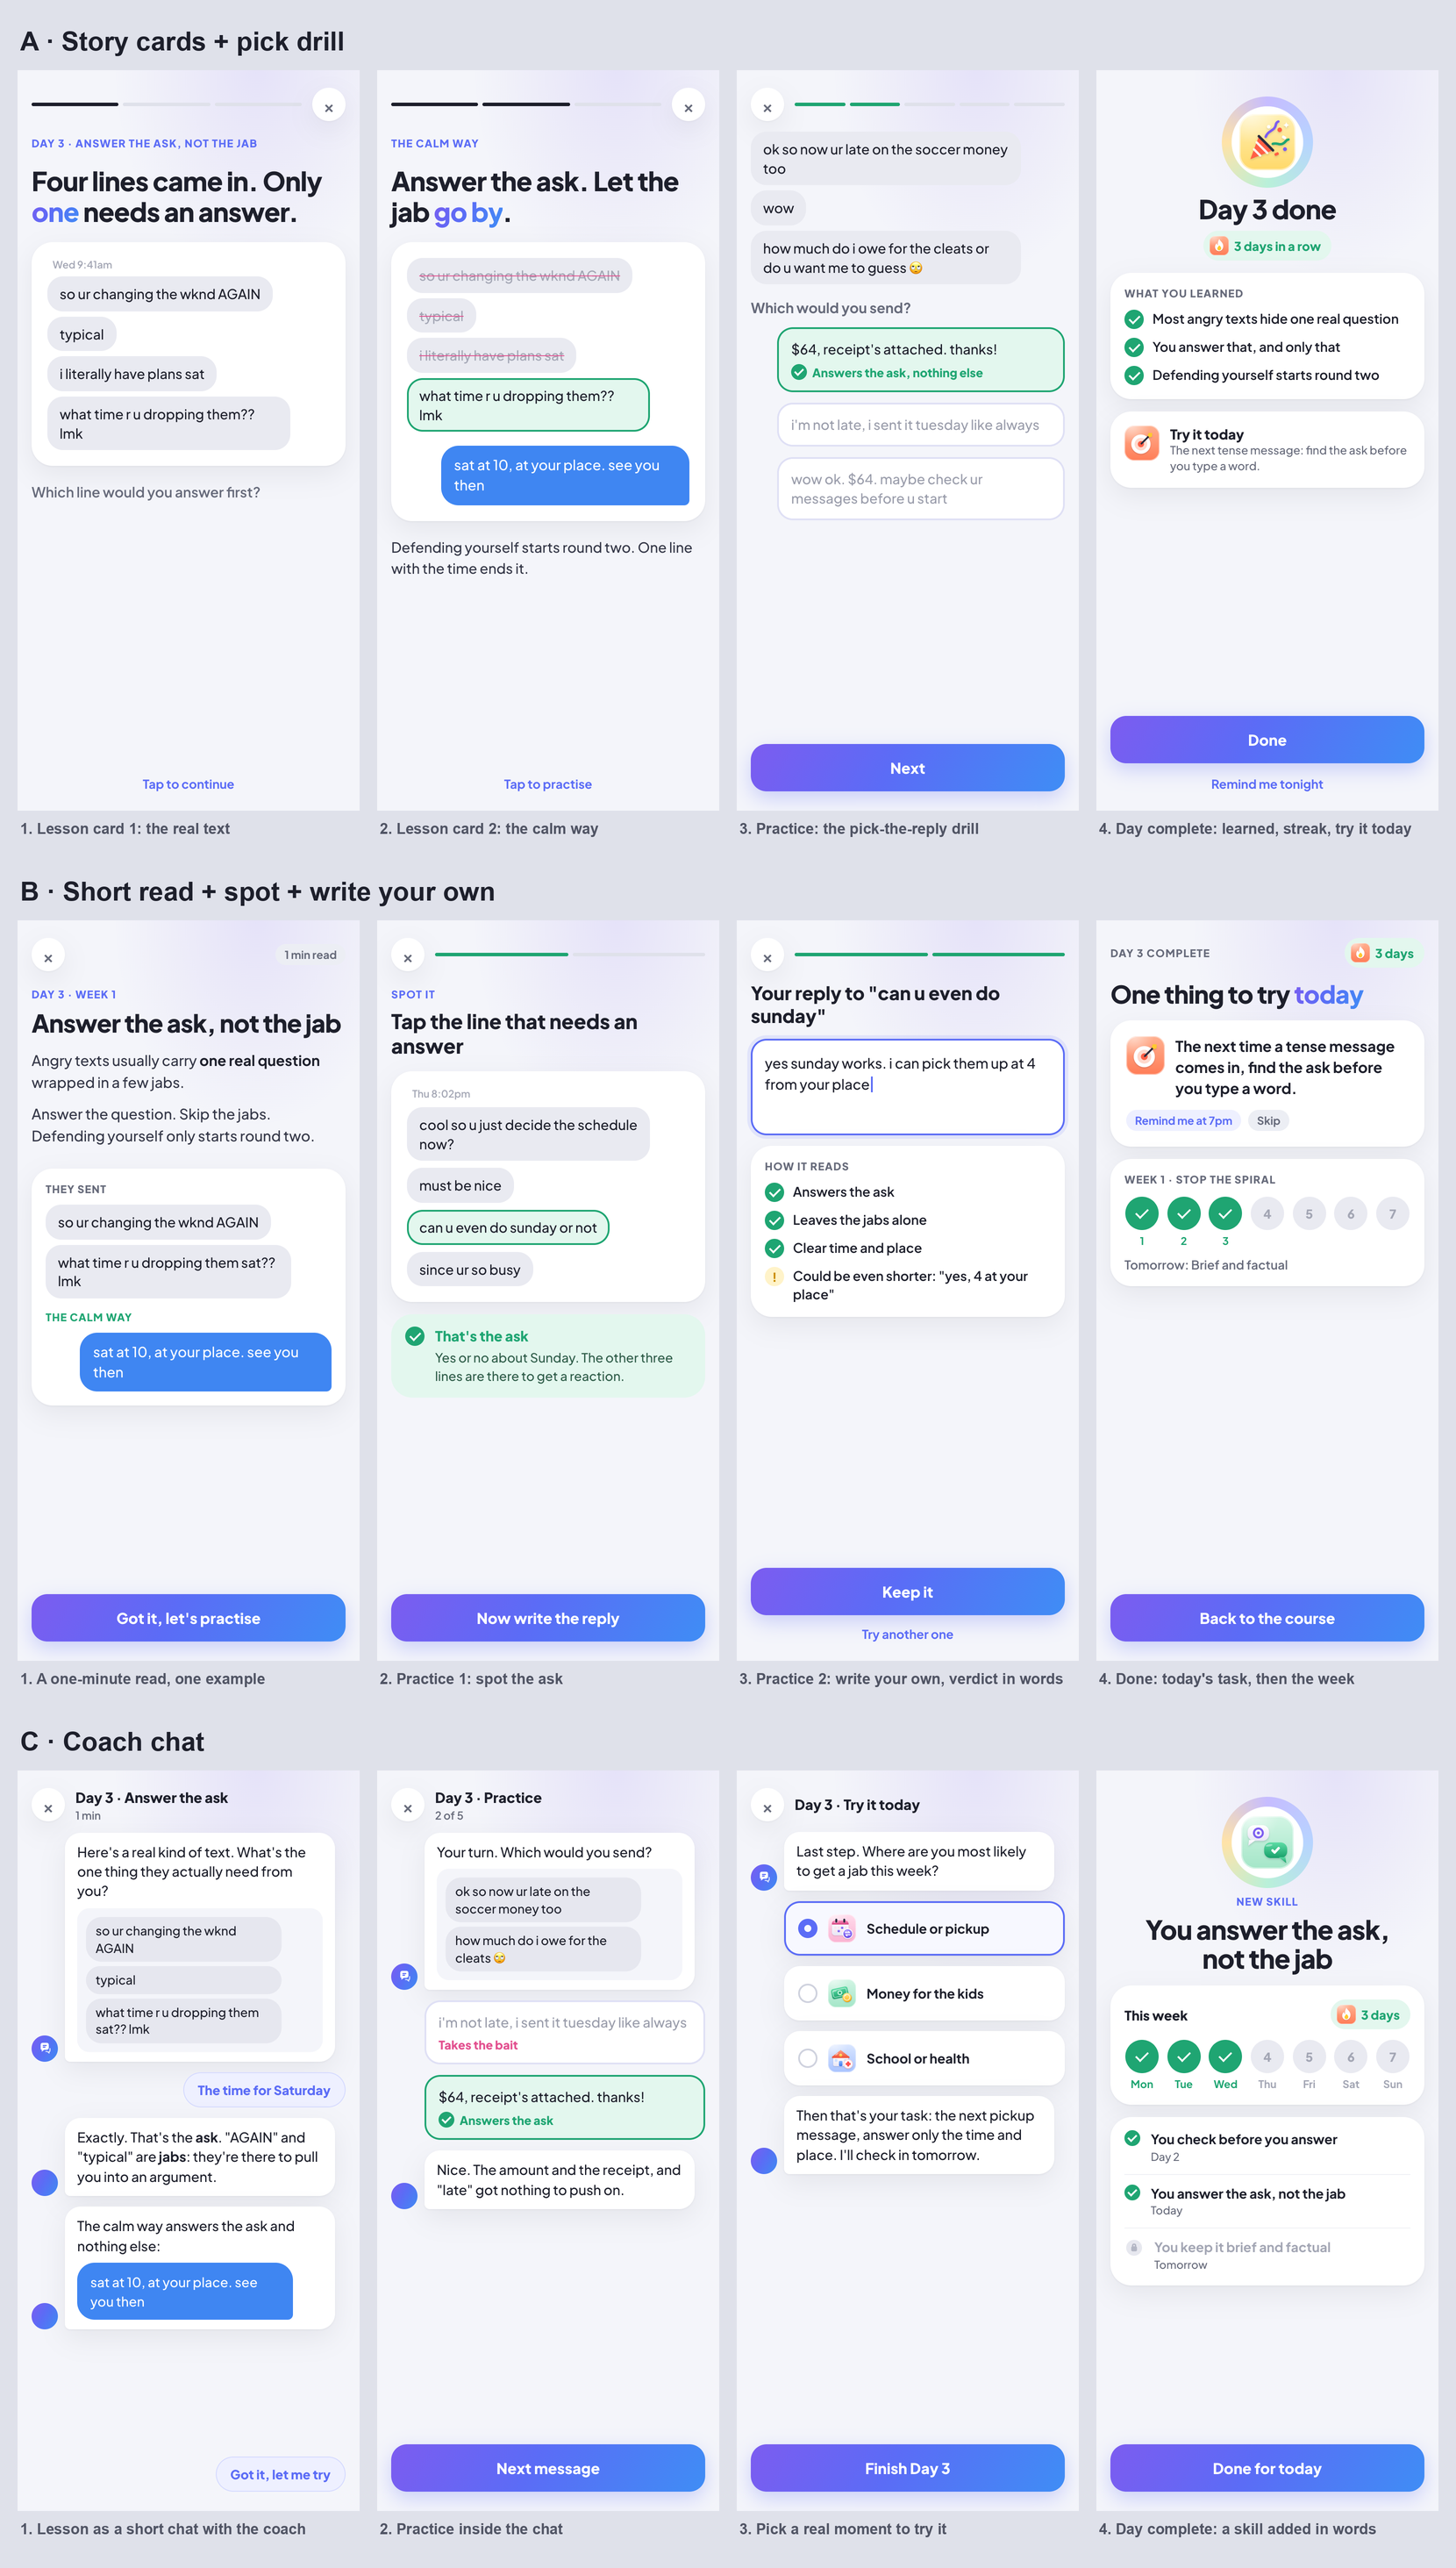 A · Story cards + pick drill
DAY 3 · ANSWER THE ASK, NOT THE JAB
Four lines came in. Only
one needs an answer.
Wed 9:41am
so ur changing the wknd AGAIN
typical
i literally have plans sat
what time r u dropping them??
lmk
Which line would you answer first?
Tap to continue
1. Lesson card 1: the real text
THE CALM WAY
Answer the ask. Let the
jab go by.
so ur changing the wknd AGAIN
typical
i literally have plans sat
what time r u dropping them??
lmk
sat at 10, at your place. see you
then
Defending yourself starts round two. One line
with the time ends it.
Tap to practise
2. Lesson card 2: the calm way
ok so now ur late on the soccer money
too
wow
how much do i owe for the cleats or
do u want me to guess 🙄
Which would you send?
$64, receipt's attached. thanks!
Answers the ask, nothing else
i'm not late, i sent it tuesday like always
wow ok. $64. maybe check ur
messages before u start
Next
3. Practice: the pick-the-reply drill
Day 3 done
3 days in a row
WHAT YOU LEARNED
Most angry texts hide one real question
You answer that, and only that
Defending yourself starts round two
Try it today
The next tense message: find the ask before
you type a word.
Done
Remind me tonight
4. Day complete: learned, streak, try it today
B · Short read + spot + write your own
1 min read
DAY 3 · WEEK 1
Answer the ask, not the jab
Angry texts usually carry one real question
wrapped in a few jabs.
Answer the question. Skip the jabs.
Defending yourself only starts round two.
THEY SENT
so ur changing the wknd AGAIN
what time r u dropping them sat??
lmk
THE CALM WAY
sat at 10, at your place. see you
then
Got it, let's practise
1. A one-minute read, one example
SPOT IT
Tap the line that needs an
answer
Thu 8:02pm
cool so u just decide the schedule
now?
must be nice
can u even do sunday or not
since ur so busy
That's the ask
Yes or no about Sunday. The other three
lines are there to get a reaction.
Now write the reply
2. Practice 1: spot the ask
Your reply to "can u even do
sunday"
yes sunday works. i can pick them up at 4
from your place
HOW IT READS
Answers the ask
Leaves the jabs alone
Clear time and place
! Could be even shorter: "yes, 4 at your
place"
Keep it
Try another one
3. Practice 2: write your own, verdict in words
DAY 3 COMPLETE
3 days
One thing to try today
The next time a tense message
comes in, find the ask before
you type a word.
Remind me at 7pm
Skip
WEEK 1 · STOP THE SPIRAL
4 5 6 7
1 2 3
Tomorrow: Brief and factual
Back to the course
4. Done: today's task, then the week
C · Coach chat
Day 3 · Answer the ask
1 min
Here's a real kind of text. What's the
one thing they actually need from
you?
so ur changing the wknd
AGAIN
typical
what time r u dropping them
sat?? lmk
The time for Saturday
Exactly. That's the ask. "AGAIN" and
"typical" are jabs: they're there to pull
you into an argument.
The calm way answers the ask and
nothing else:
sat at 10, at your place. see
you then
Got it, let me try
1. Lesson as a short chat with the coach
Day 3 · Practice
2 of 5
Your turn. Which would you send?
ok so now ur late on the
soccer money too
how much do i owe for the
cleats 🙄
i'm not late, i sent it tuesday like always
Takes the bait
$64, receipt's attached. thanks!
Answers the ask
Nice. The amount and the receipt, and
"late" got nothing to push on.
Next message
2. Practice inside the chat
Day 3 · Try it today
Last step. Where are you most likely
to get a jab this week?
Schedule or pickup
Money for the kids
School or health
Then that's your task: the next pickup
message, answer only the time and
place. I'll check in tomorrow.
Finish Day 3
3. Pick a real moment to try it
NEW SKILL
You answer the ask,
not the jab
This week
3 days
4 5 6 7
Mon Tue Wed Thu Fri Sat Sun
You check before you answer
Day 2
You answer the ask, not the jab
Today
You keep it brief and factual
Tomorrow
Done for today
4. Day complete: a skill added in words